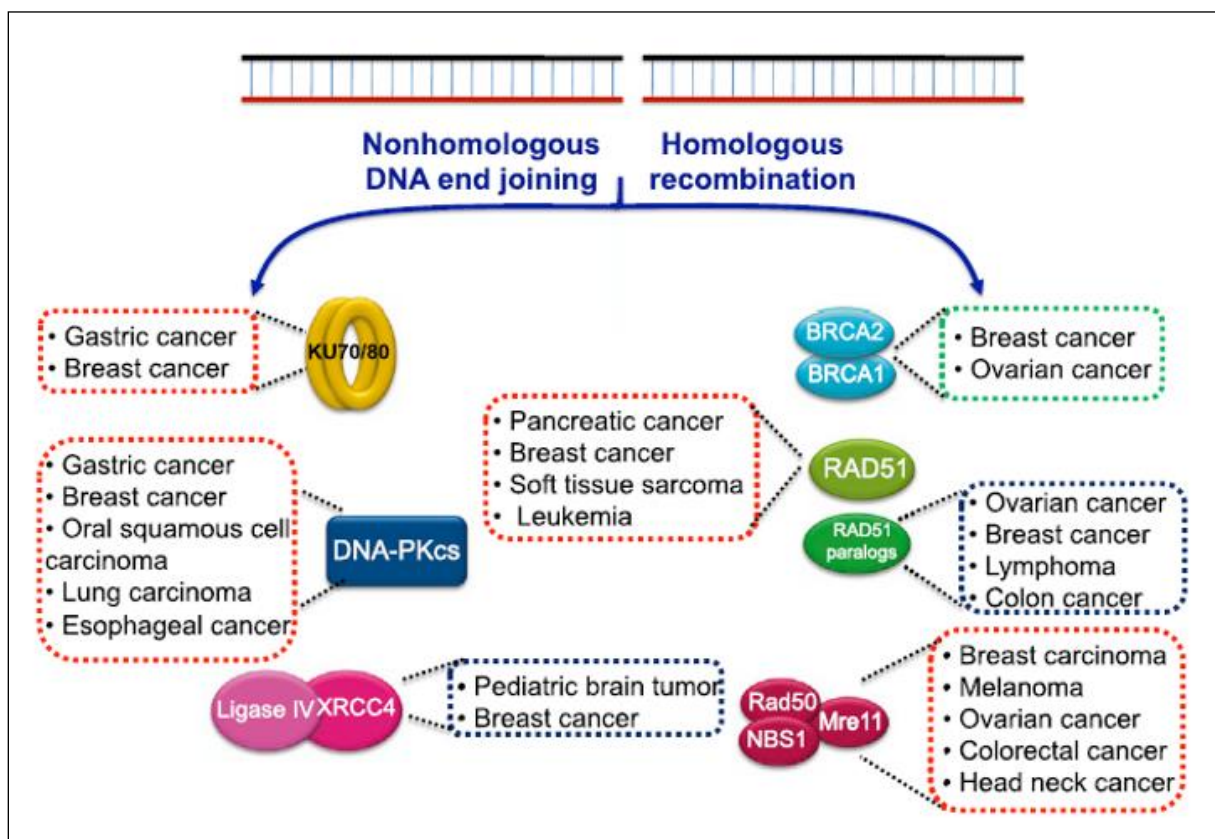 Nonhomologous
DNA end joining
Homologous
recombination
• Gastric cancer
• Breast cancer
KU70/80
BRCA2
BRCA1
• Breast cancer
• Ovarian cancer
• Gastric cancer
• Breast cancer
• Oral squamous cell
carcinoma
• Lung carcinoma
• Esophageal cancer
DNA-PKcs
• Pancreatic cancer
• Breast cancer
• Soft tissue sarcoma
• Leukemia
RAD51
RAD51
paralogs
• Ovarian cancer
• Breast cancer
• Lymphoma
• Colon cancer
Ligase IV
XRCC4
• Pediatric brain tumor
• Breast cancer
Rad50
Mre11
NBS1
• Breast carcinoma
• Melanoma
• Ovarian cancer
• Colorectal cancer
• Head neck cancer